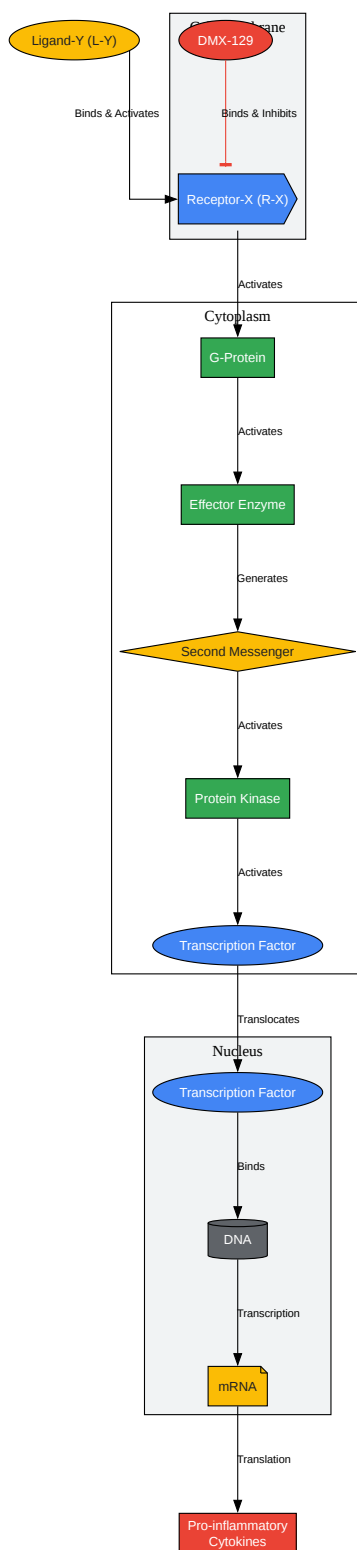 Ligand-Y (L-Y)
DMX-129
Binds & Activates
Binds & Inhibits
Receptor-X (R-X)
Activates
Cytoplasm
G-Protein
Activates
Effector Enzyme
Generates
Second Messenger
Activates
Protein Kinase
Activates
Transcription Factor
Translocates
Nucleus
Transcription Factor
Binds
DNA
Transcription
mRNA
Translation
Pro-inflammatory
Cytokines